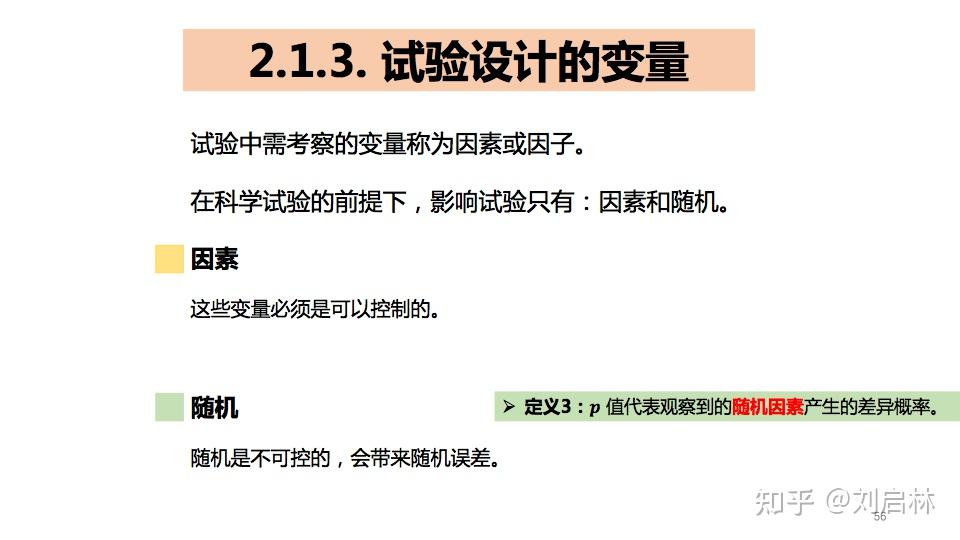 2.1.3. 试验设计的变量
试验中需考察的变量称为因素或因子。
在科学试验的前提下，影响试验只有：因素和随机。
因素
这些变量必须是可以控制的。
随机
➢ 定义3：p 值代表观察到的随机因素产生的差异概率。
随机是不可控的，会带来随机误差。
知乎 @刘启林
56